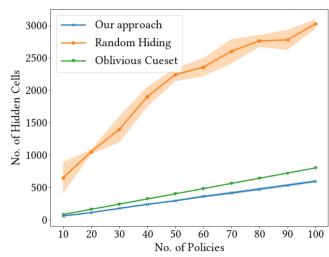 Our approach
Random Hiding
Oblivious Cueset
No. of Hidden Cells
3000
2500
2000
1500
1000
500
0
10 20 30 40 50 60 70 80 90 100
No. of Policies